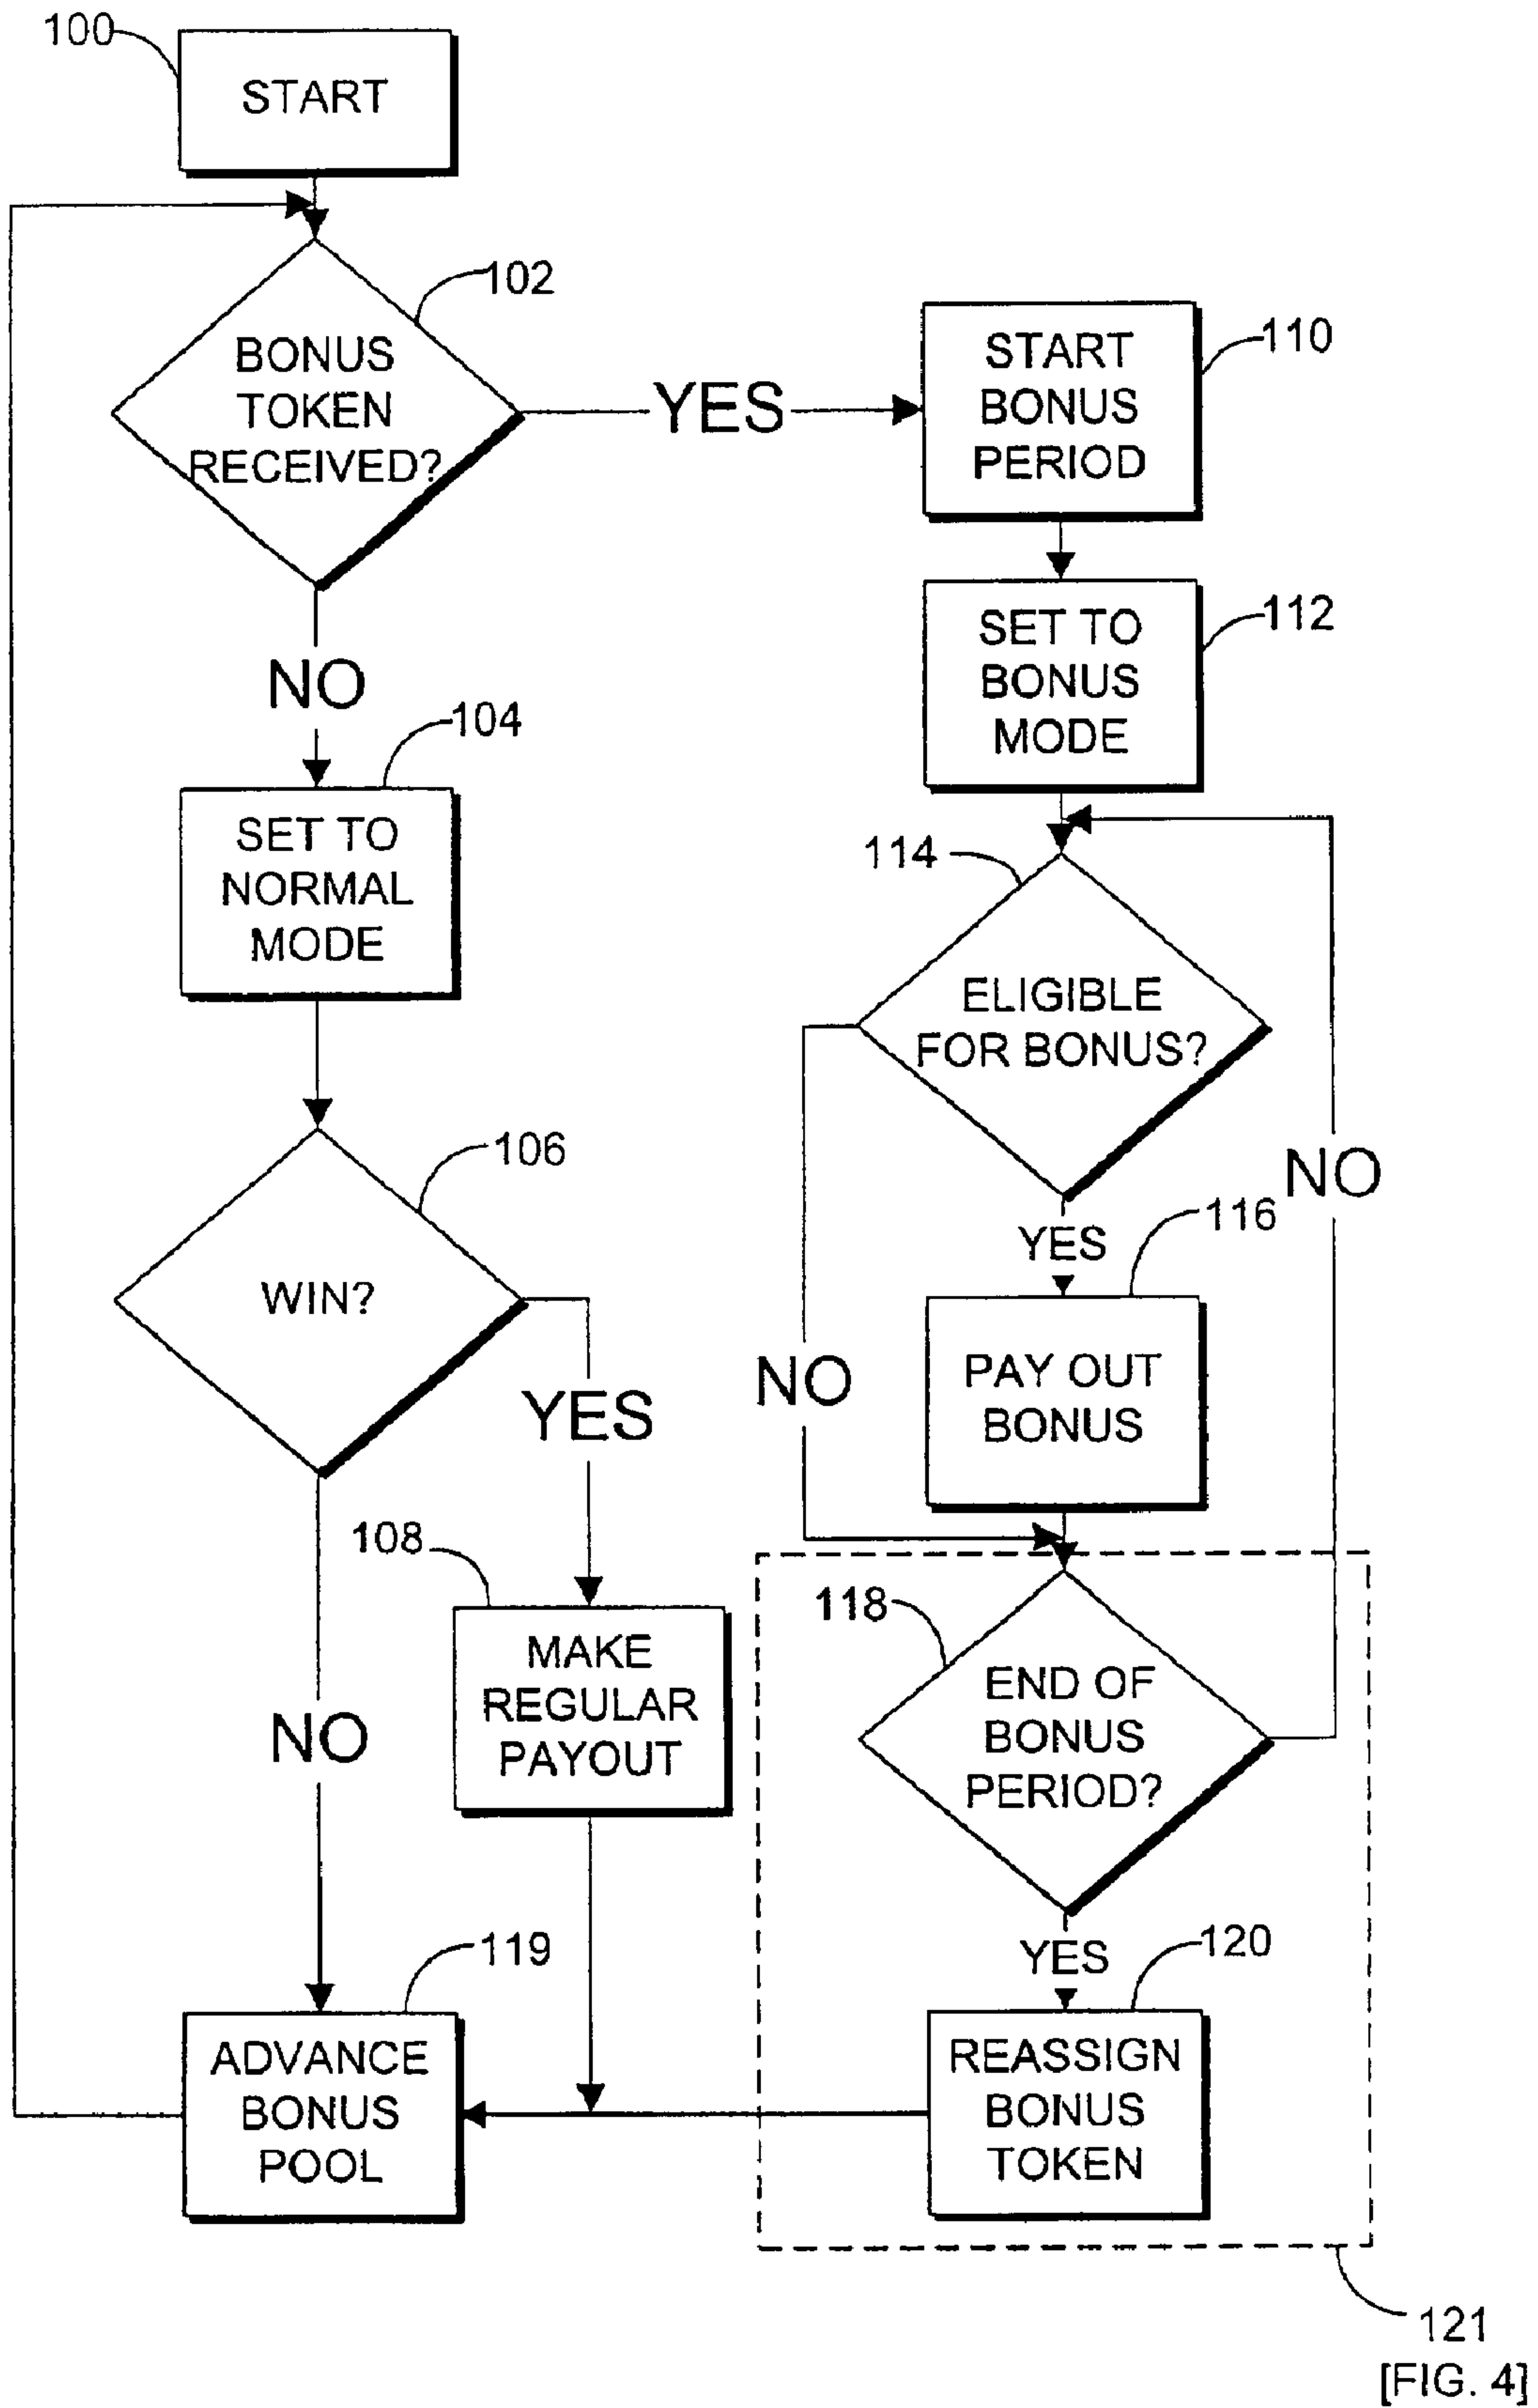 100
START
102
BONUS
TOKEN
RECEIVED?
YES
110
START
BONUS
PERIOD
NO
112
SET TO
BONUS
MODE
104
SET TO
NORMAL
MODE
114
ELIGIBLE
FOR BONUS?
NO
106
WIN?
YES
116
YES
NO
PAY OUT
BONUS
108
MAKE
REGULAR
PAYOUT
118
END OF
BONUS
PERIOD?
NO
YES
119
ADVANCE
BONUS
POOL
120
REASSIGN
BONUS
TOKEN
121
[FIG. 4]